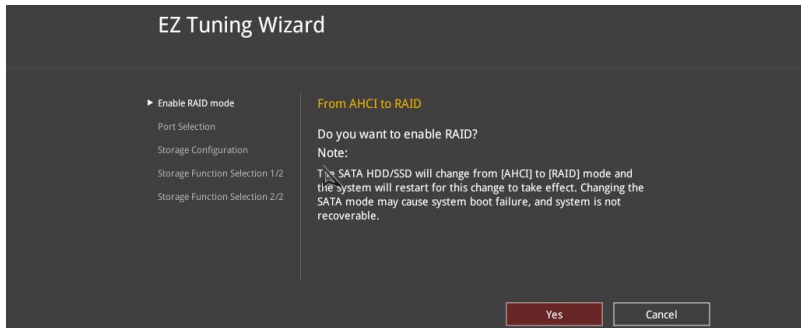 EZ Tuning Wizard
Enable RAID mode
Port Selection
Storage Configuration
Storage Function Selection 1/2
Storage Function Selection 2/2
From AHCI to RAID
Do you want to enable RAID?
Note:
The SATA HDD/SSD will change from [AHCI] to [RAID] mode and
the system will restart for this change to take effect. Changing the
SATA mode may cause system boot failure, and system is not
recoverable.
Yes
Cancel